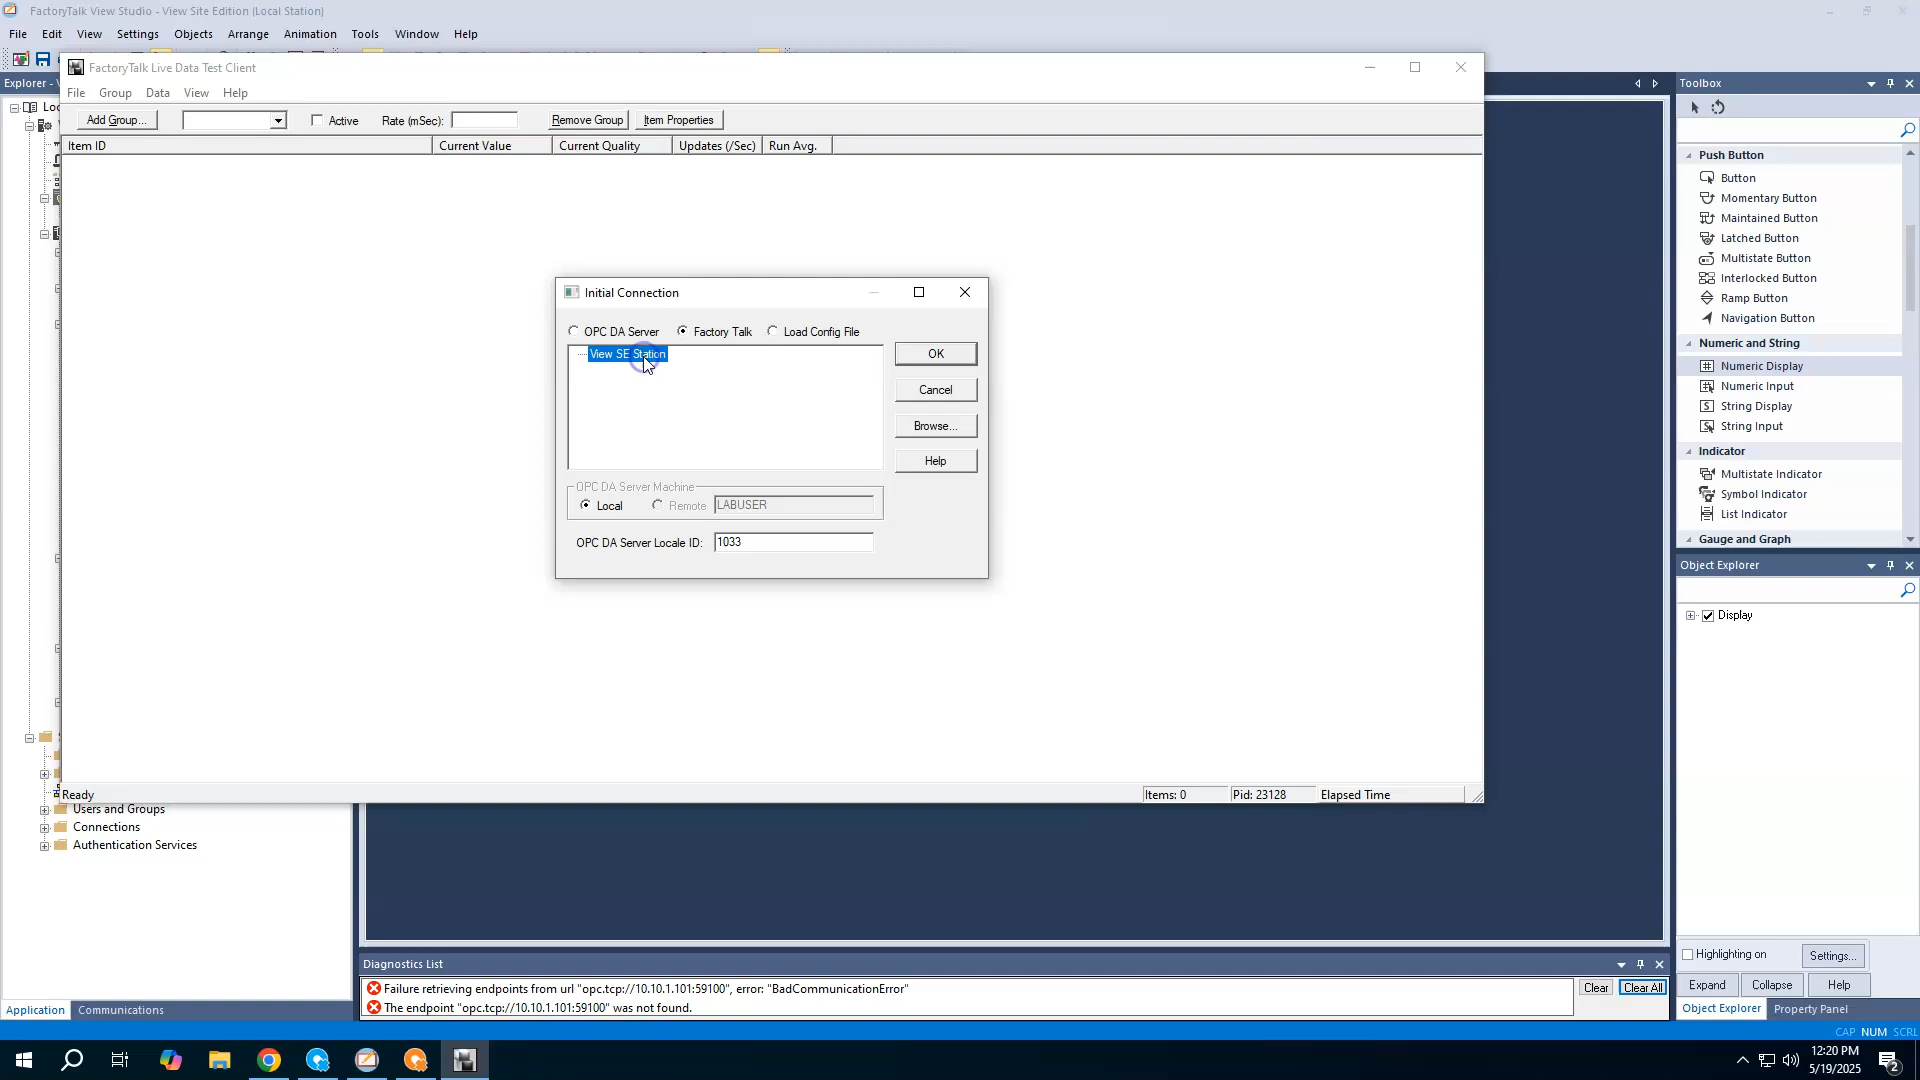 FactoryTalk View Studio - View Site Edition (Local Station)
File Edit View Settings Objects Arrange Animation Tools Window Help
Explorer -
FactoryTalk Live Data Test Client
File Group Data View Help
Add Group... Active Rate (mSec): Remove Group Item Properties
Item ID Current Value Current Quality Updates (/Sec) Run Avg.
Initial Connection
OPC DA Server Factory Talk Load Config File
View SE Station
OK
Cancel
Browse...
Help
OPC DA Server Machine
Local Remote LABUSER
OPC DA Server Locale ID: 1033
Ready Items: 0 Pid: 23128 Elapsed Time
Users and Groups
Connections
Authentication Services
Application Communications
Diagnostics List
Failure retrieving endpoints from url "opc.tcp://10.10.1.101:59100", error: "BadCommunicationError"
The endpoint "opc.tcp://10.10.1.101:59100" was not found.
Clear Clear All
Toolbox
Push Button
Button
Momentary Button
Maintained Button
Latched Button
Multistate Button
Interlocked Button
Ramp Button
Navigation Button
Numeric and String
Numeric Display
Numeric Input
String Display
String Input
Indicator
Multistate Indicator
Symbol Indicator
List Indicator
Gauge and Graph
Object Explorer
Display
Highlighting on Settings...
Expand Collapse Help
Object Explorer Property Panel
CAP NUM SCRL
12:20 PM
5/19/2025
2